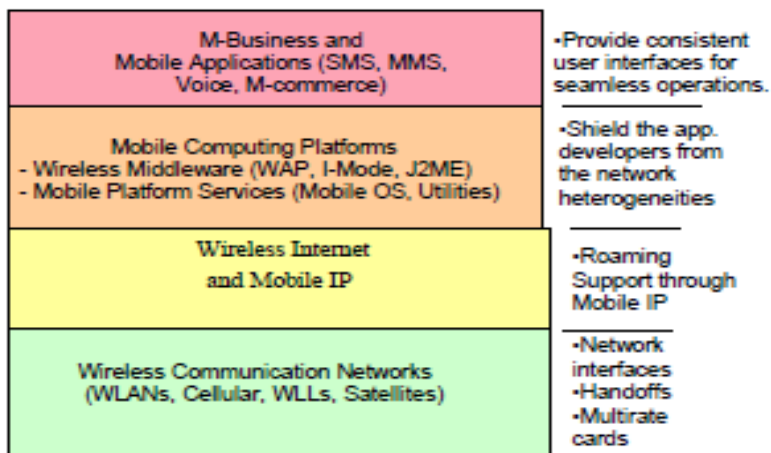 M-Business and
Mobile Applications (SMS, MMS,
Voice, M-commerce)
•Provide consistent
user interfaces for
seamless operations.
Mobile Computing Platforms
- Wireless Middleware (WAP, I-Mode, J2ME)
- Mobile Platform Services (Mobile OS, Utilities)
•Shield the app.
developers from
the network
heterogeneities
Wireless Internet
and Mobile IP
•Roaming
Support through
Mobile IP
Wireless Communication Networks
(WLANs, Cellular, WLLs, Satellites)
•Network
interfaces
•Handoffs
•Multirate
cards